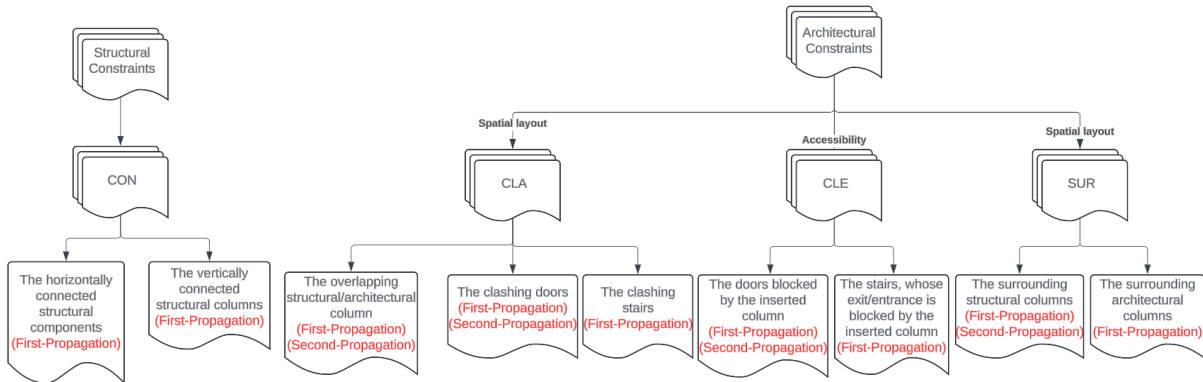 Structural
Constraints
Architectural
Constraints
Spatial layout
Accessibility
Spatial layout
CON
CLA
CLE
SUR
The horizontally
connected
structural
components
(First-Propagation)
The vertically
connected
structural columns
(First-Propagation)
The overlapping
structural/architectural
column
(First-Propagation)
(Second-Propagation)
The clashing doors
(First-Propagation)
(Second-Propagation)
The clashing
stairs
(First-Propagation)
The doors blocked
by the inserted
column
(First-Propagation)
(Second-Propagation)
The stairs, whose
exit/entrance is
blocked by the
inserted column
(First-Propagation)
The surrounding
structural columns
(First-Propagation)
(Second-Propagation)
The surrounding
architectural
columns
(First-Propagation)